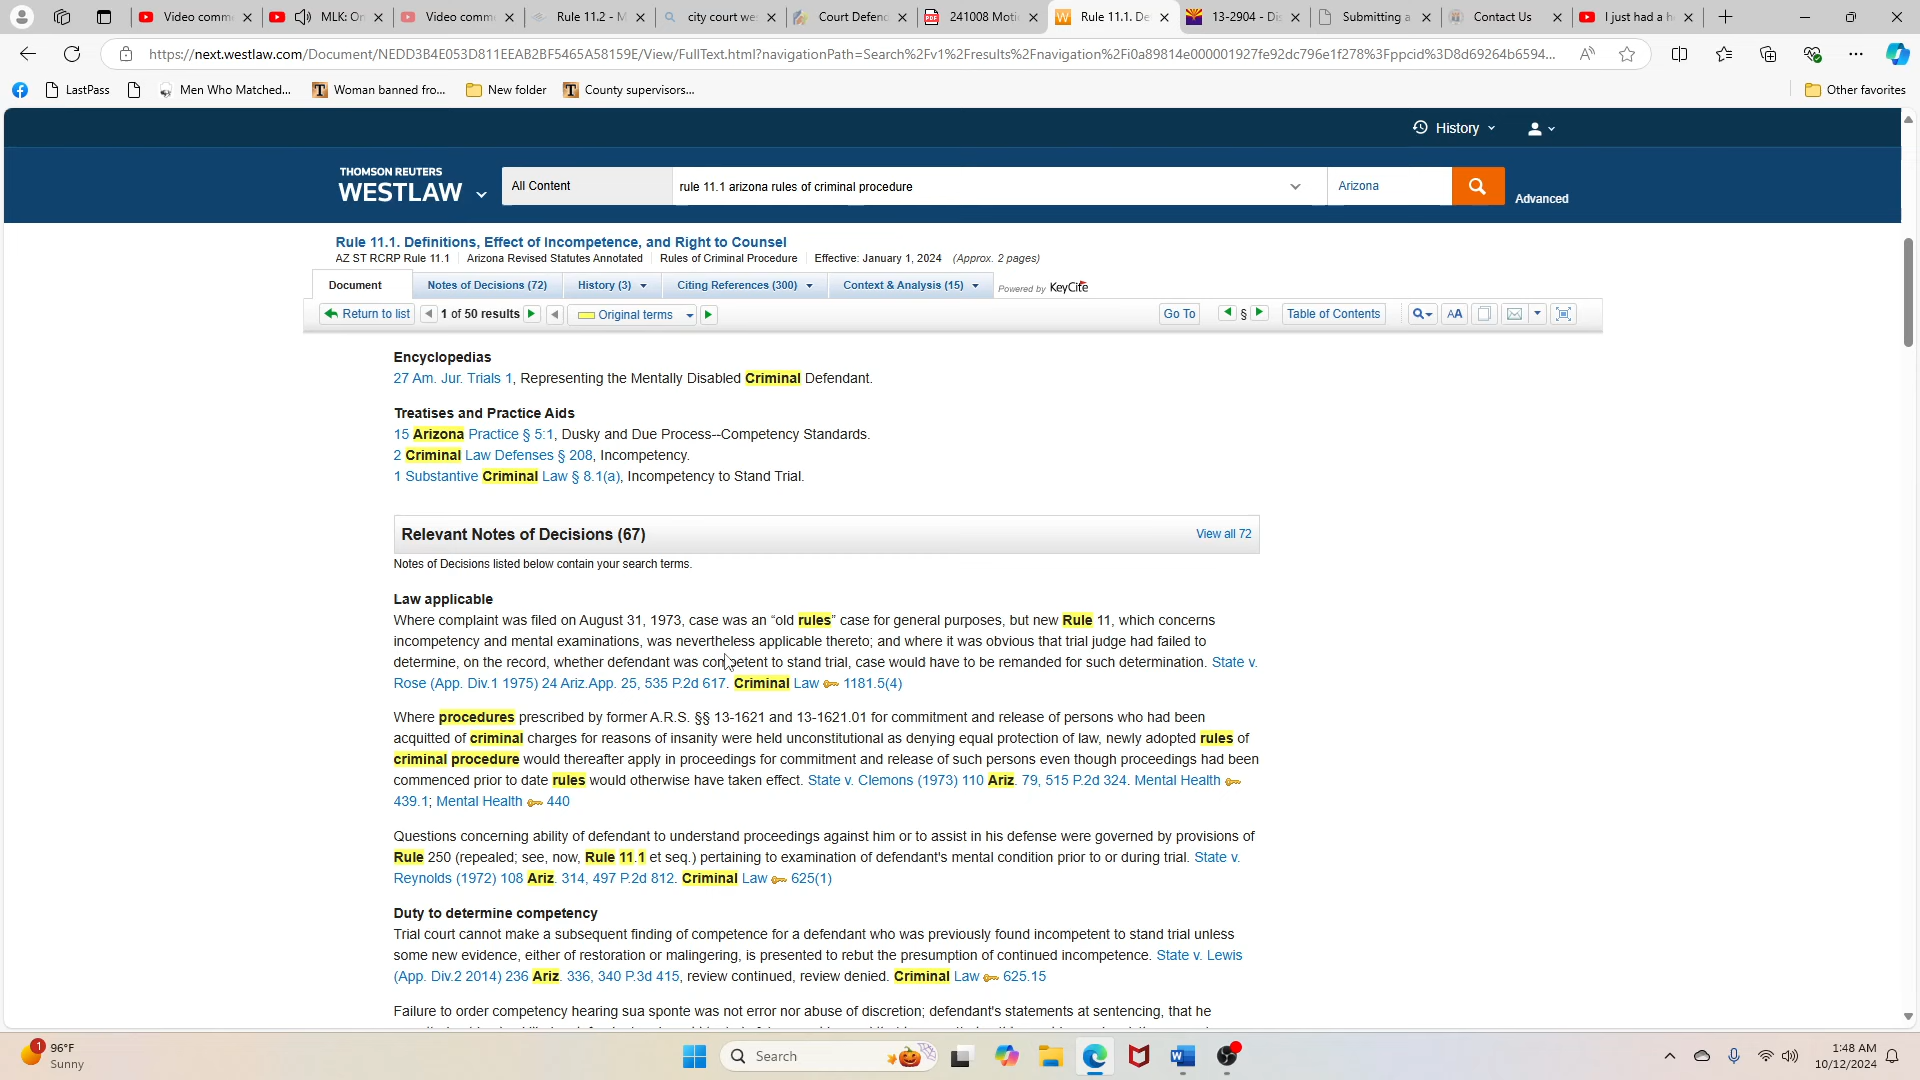 Video comm
MLK: On
Video comm
Rule 11.2 - M
city court we
Court Defend
241008 Moti
Rule 11.1. De
13-2904 - Dis
Submitting a
Contact Us
I just had a h
https://next.westlaw.com/Document/NEDD3B4E053D811EEAB2BF5465A58159E/View/FullText.html?navigationPath=Search%2Fv1%2Fresults%2Fnavigation%2Fi0a89814e000001927fe92dc796e1f278%3Fppcid%3D8d69264b6594...
LastPass
Men Who Matched...
Woman banned fro...
New folder
County supervisors...
Other favorites
History
THOMSON REUTERS
WESTLAW
All Content
rule 11.1 arizona rules of criminal procedure
Arizona
Advanced
Rule 11.1. Definitions, Effect of Incompetence, and Right to Counsel
AZ ST RCRP Rule 11.1 Arizona Revised Statutes Annotated Rules of Criminal Procedure Effective: January 1, 2024 (Approx. 2 pages)
Document Notes of Decisions (72) History (3) Citing References (300) Context & Analysis (15) Powered by KeyCite
Return to list 1 of 50 results Original terms Go To § Table of Contents AA
Encyclopedias
27 Am. Jur. Trials 1, Representing the Mentally Disabled Criminal Defendant.
Treatises and Practice Aids
15 Arizona Practice § 5:1, Dusky and Due Process--Competency Standards.
2 Criminal Law Defenses § 208, Incompetency.
1 Substantive Criminal Law § 8.1(a), Incompetency to Stand Trial.
Relevant Notes of Decisions (67) View all 72
Notes of Decisions listed below contain your search terms.
Law applicable
Where complaint was filed on August 31, 1973, case was an “old rules” case for general purposes, but new Rule 11, which concerns
incompetency and mental examinations, was nevertheless applicable thereto; and where it was obvious that trial judge had failed to
determine, on the record, whether defendant was competent to stand trial, case would have to be remanded for such determination. State v.
Rose (App. Div.1 1975) 24 Ariz.App. 25, 535 P.2d 617. Criminal Law 1181.5(4)
Where procedures prescribed by former A.R.S. §§ 13-1621 and 13-1621.01 for commitment and release of persons who had been
acquitted of criminal charges for reasons of insanity were held unconstitutional as denying equal protection of law, newly adopted rules of
criminal procedure would thereafter apply in proceedings for commitment and release of such persons even though proceedings had been
commenced prior to date rules would otherwise have taken effect. State v. Clemons (1973) 110 Ariz. 79, 515 P.2d 324. Mental Health
439.1; Mental Health 440
Questions concerning ability of defendant to understand proceedings against him or to assist in his defense were governed by provisions of
Rule 250 (repealed; see, now, Rule 11.1 et seq.) pertaining to examination of defendant's mental condition prior to or during trial. State v.
Reynolds (1972) 108 Ariz. 314, 497 P.2d 812. Criminal Law 625(1)
Duty to determine competency
Trial court cannot make a subsequent finding of competence for a defendant who was previously found incompetent to stand trial unless
some new evidence, either of restoration or malingering, is presented to rebut the presumption of continued incompetence. State v. Lewis
(App. Div.2 2014) 236 Ariz. 336, 340 P.3d 415, review continued, review denied. Criminal Law 625.15
Failure to order competency hearing sua sponte was not error nor abuse of discretion; defendant's statements at sentencing, that he
1
96°F
Sunny
Search
1:48 AM
10/12/2024